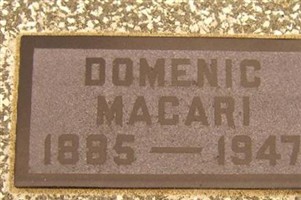 DOMENIC
MACARI
1885 — 1947